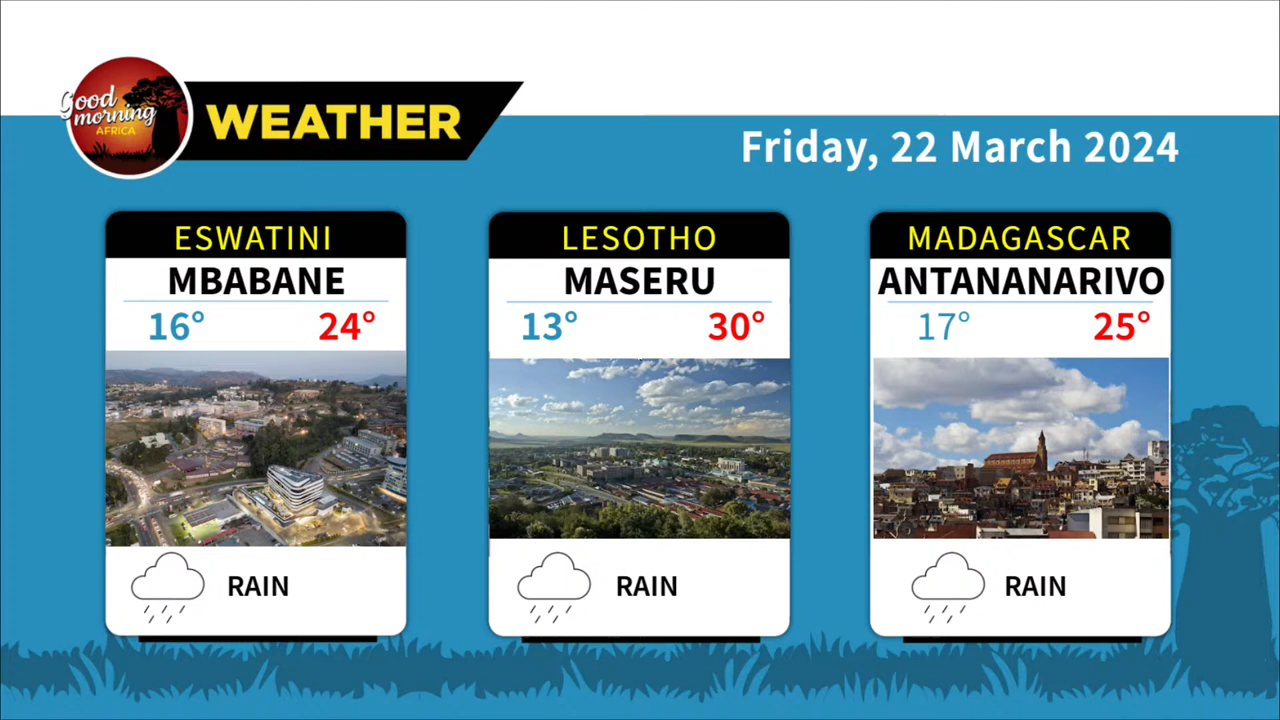 Good
morning
AFRICA
WEATHER
Friday, 22 March 2024
ESWATINI
MBABANE
16° 24°
RAIN
LESOTHO
MASERU
13° 30°
RAIN
MADAGASCAR
ANTANANARIVO
17° 25°
RAIN